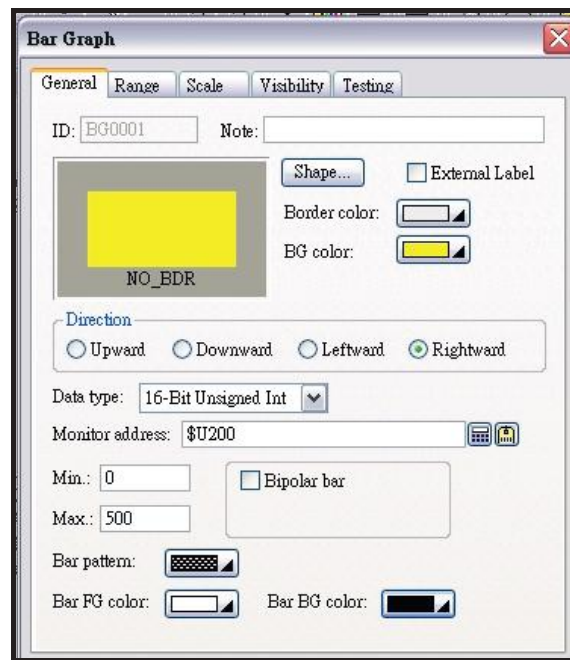 Bar Graph
General Range Scale Visibility Testing
ID: BG0001 Note:
Shape... External Label
Border color:
BG color:
NO_BDR
Direction
Upward Downward Leftward Rightward
Data type: 16-Bit Unsigned Int
Monitor address: $U200
Min.: 0 Bipolar bar
Max.: 500
Bar pattern:
Bar FG color: Bar BG color: